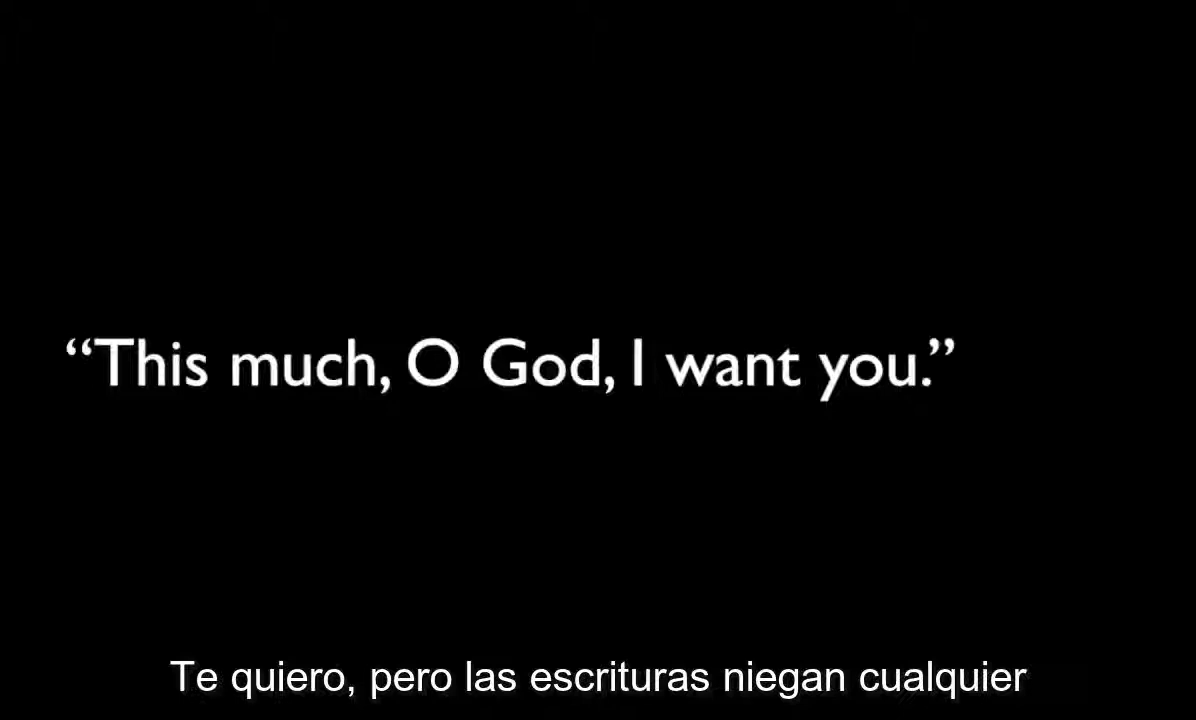 “This much, O God, I want you.”
Te quiero, pero las escrituras niegan cualquier